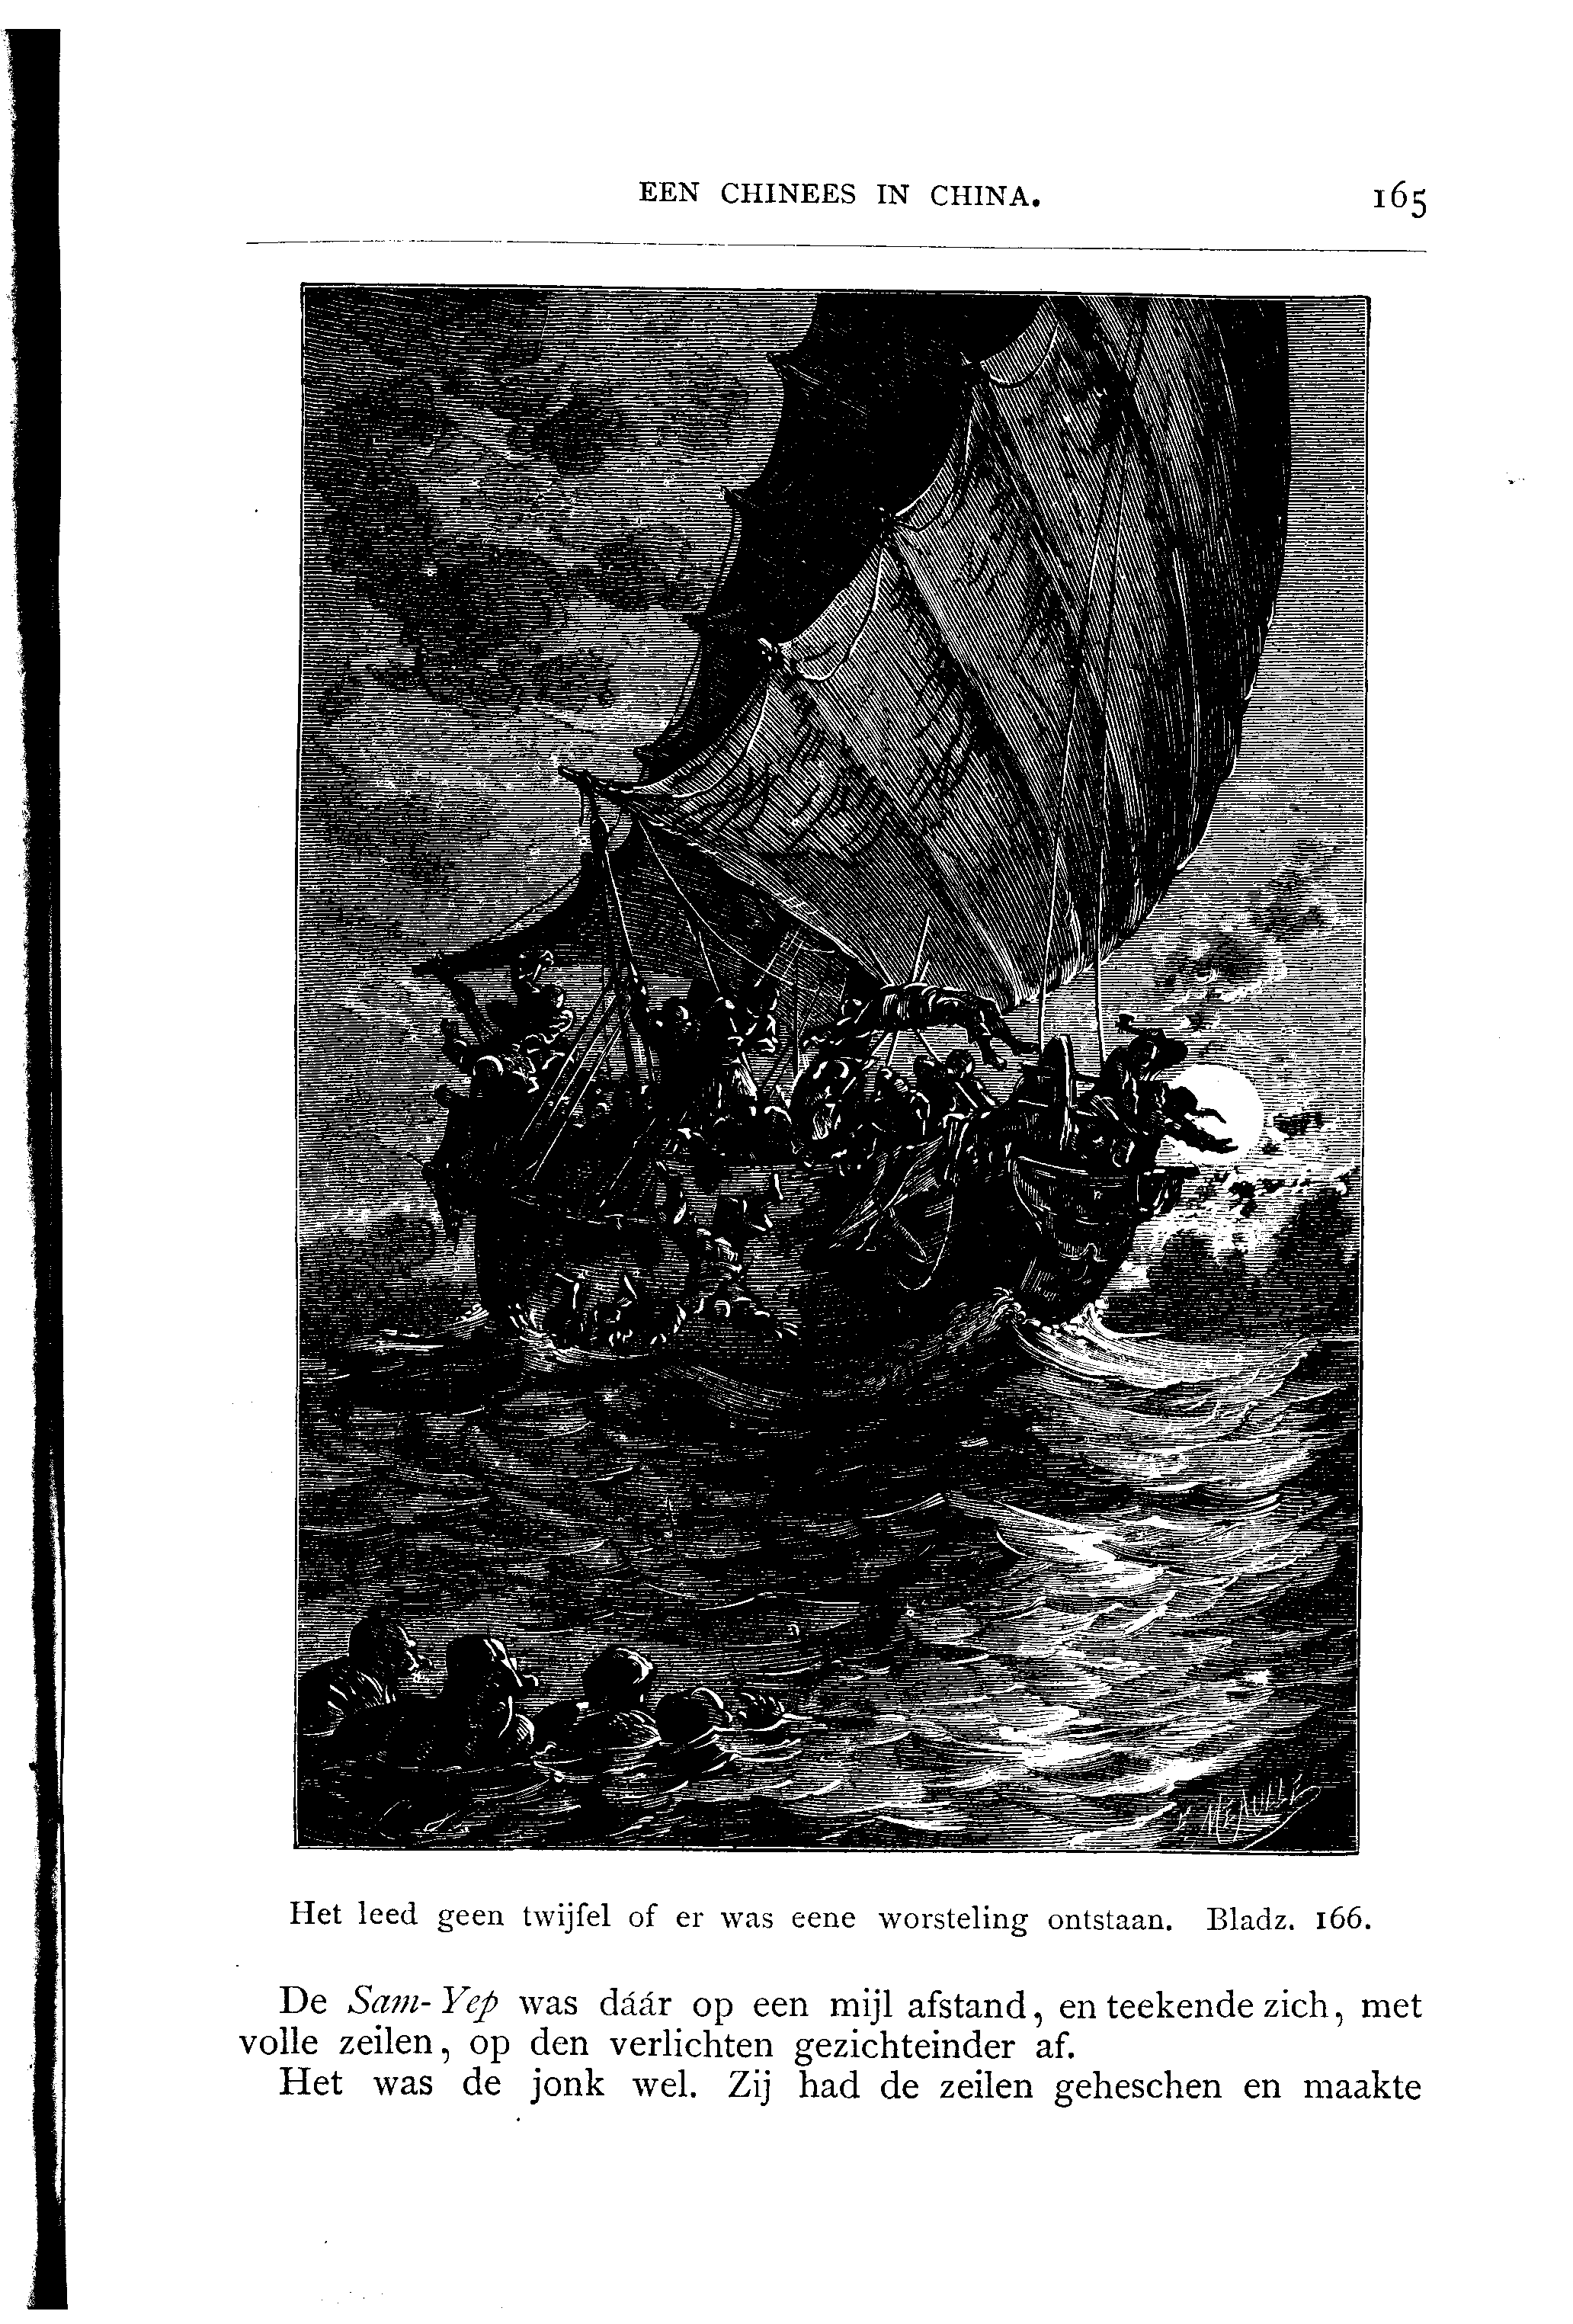 EEN CHINEES IN CHINA. 165
MÉAULLE
Het leed geen twijfel of er was eene worsteling ontstaan. Bladz. 166.
De Sam-Yep was dáár op een mijl afstand, en teekende zich, met
volle zeilen, op den verlichten gezichteinder af.
Het was de jonk wel. Zij had de zeilen geheschen en maakte